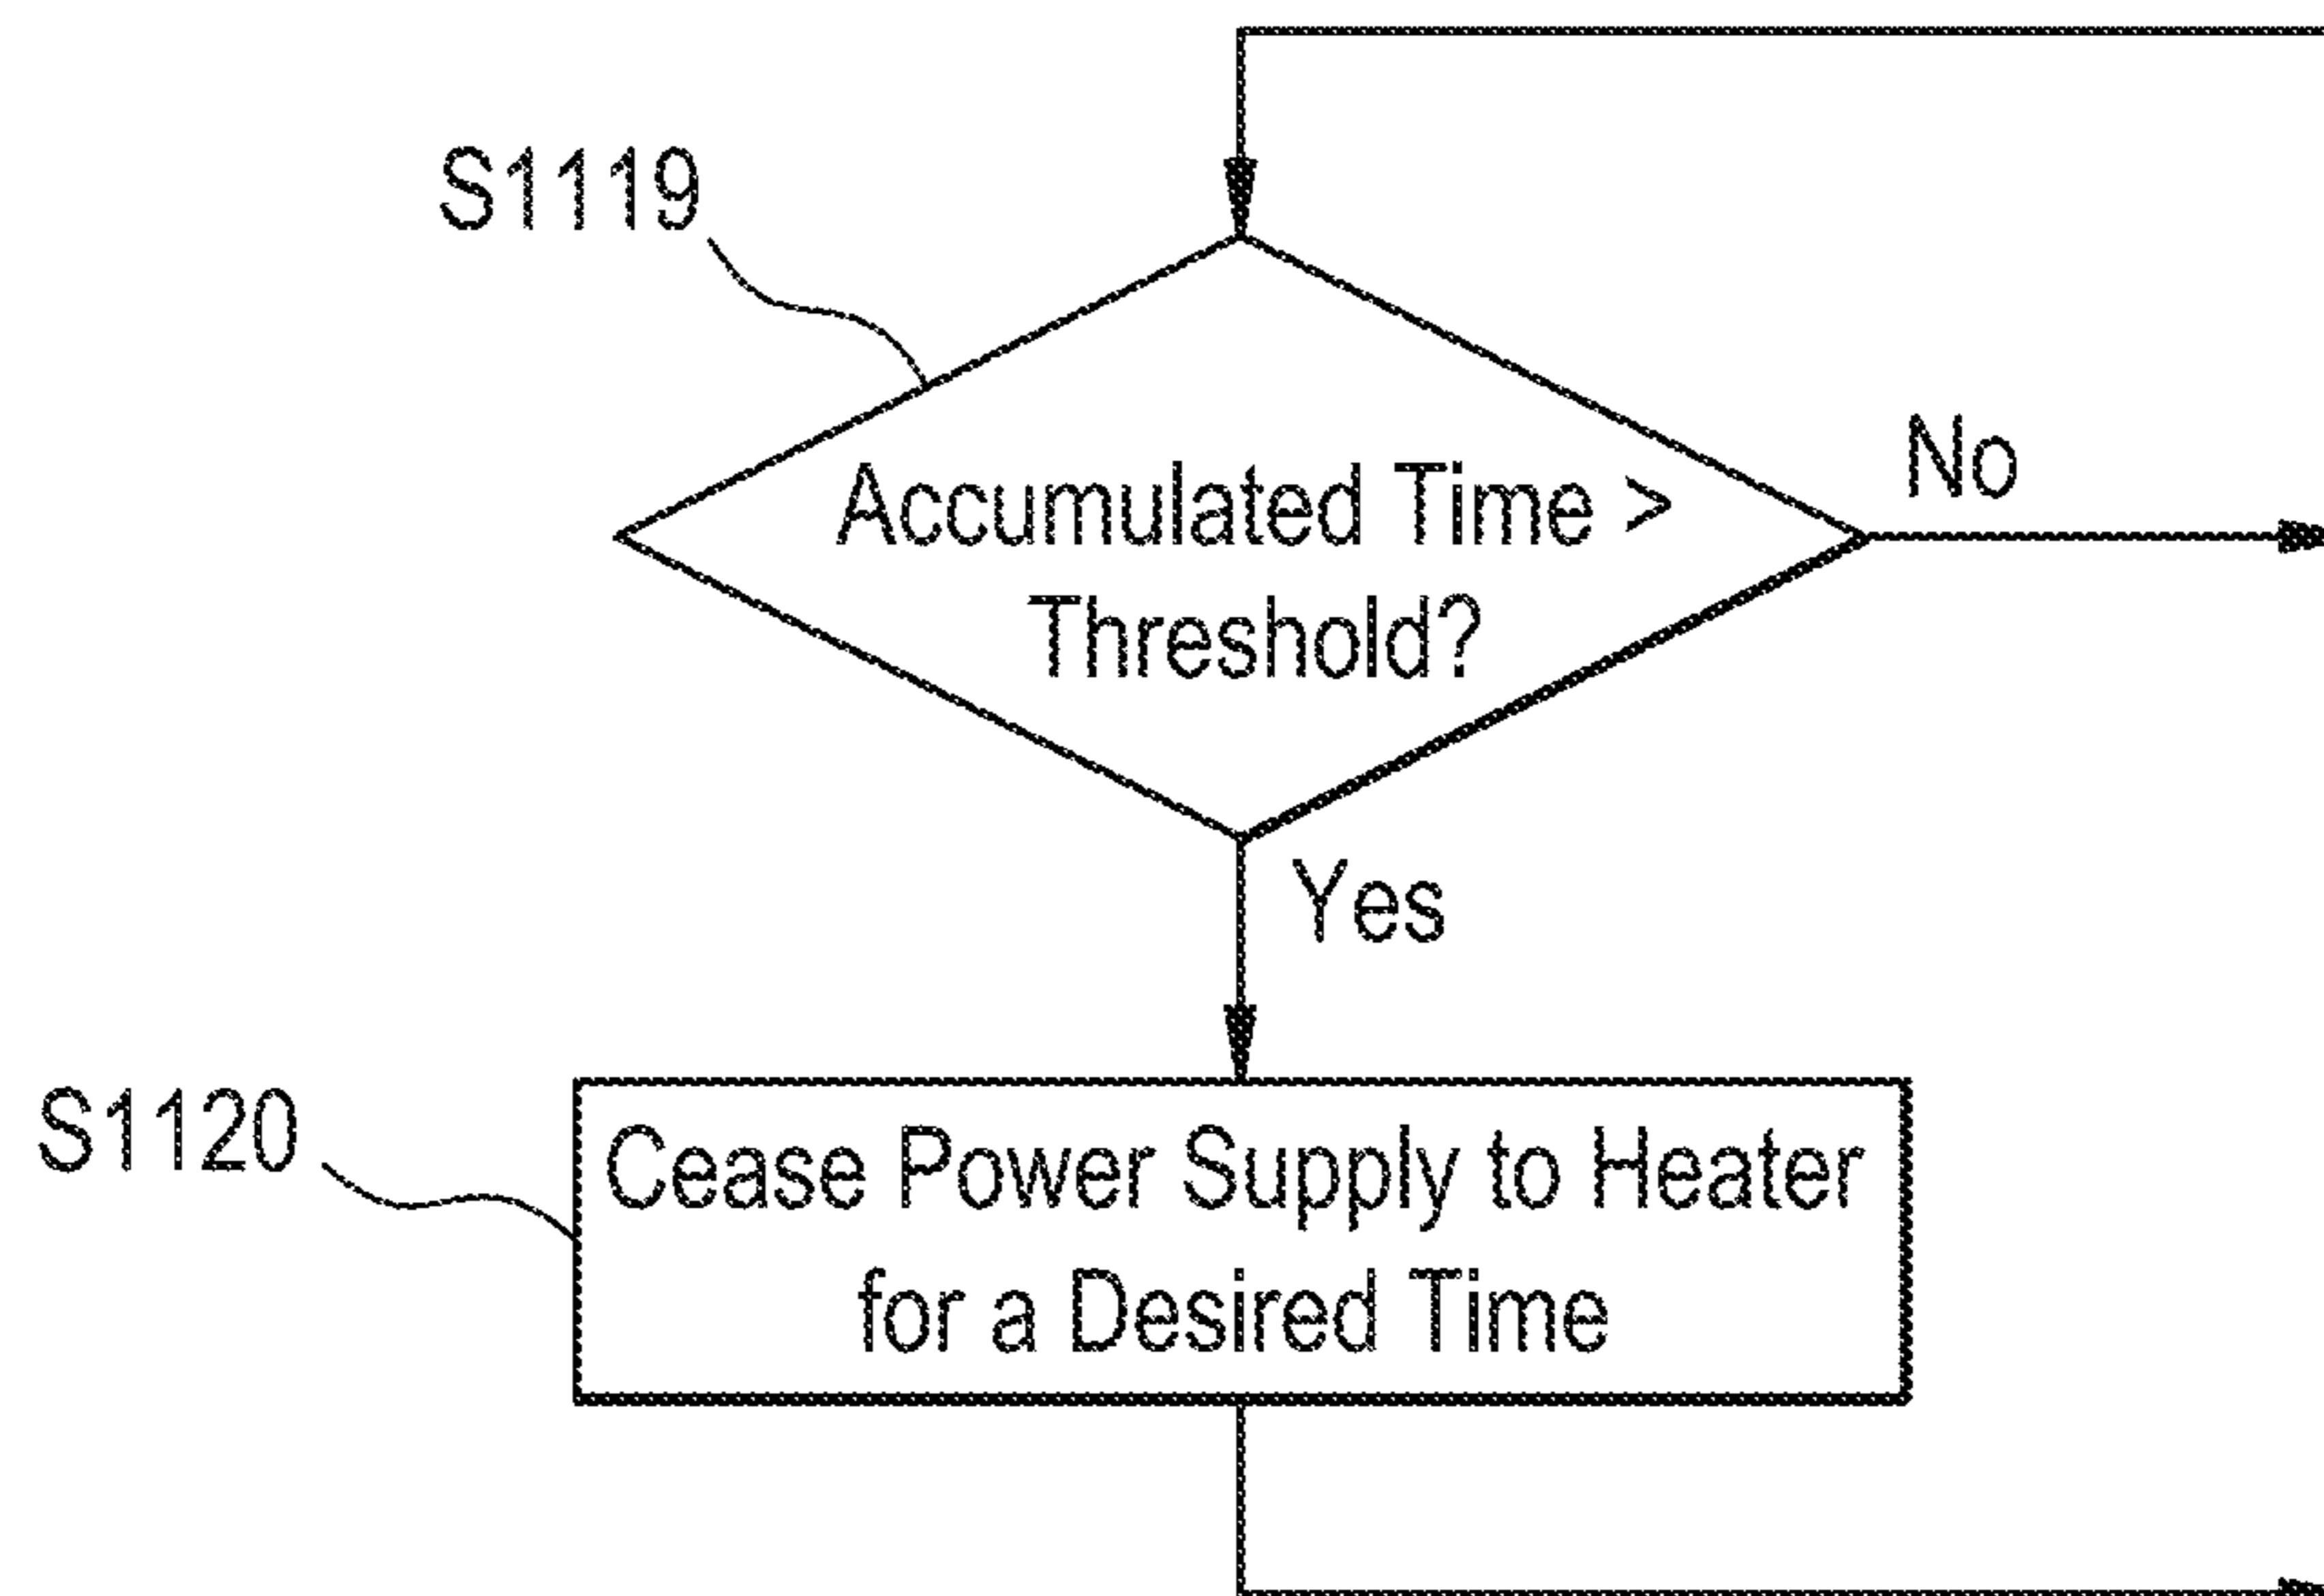 S1119
Accumulated Time >
Threshold?
No
Yes
S1120
Cease Power Supply to Heater
for a Desired Time